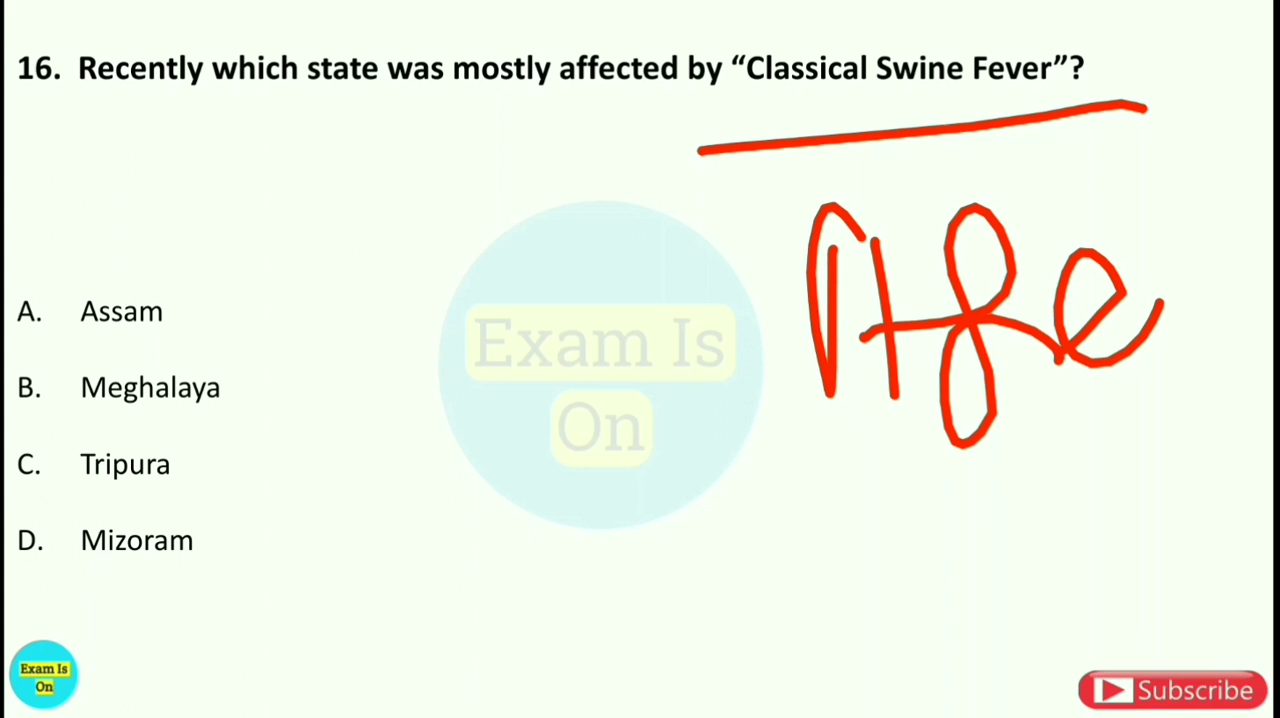 16. Recently which state was mostly affected by “Classical Swine Fever”?
A. Assam
B. Meghalaya
C. Tripura
D. Mizoram
Exam Is
On
Exam Is
On
Subscribe